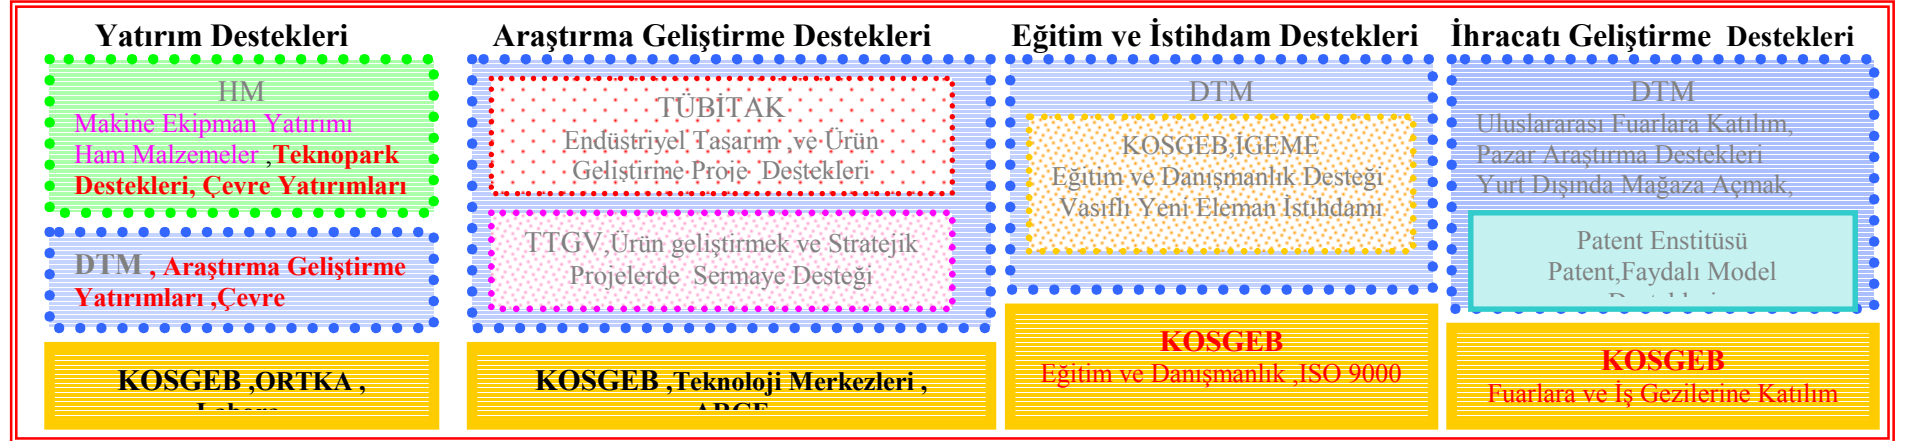 Yatırım Destekleri
HM
Makine Ekipman Yatırımı
Ham Malzemeler ,Teknopark
Destekleri, Çevre Yatırımları
DTM , Araştırma Geliştirme
Yatırımları ,Çevre
KOSGEB ,ORTKA ,
Araştırma Geliştirme Destekleri
TÜBİTAK
Endüstriyel Tasarım ,ve Ürün
Geliştirme Proje Destekleri
TTGV,Ürün geliştirmek ve Stratejik
Projelerde Sermaye Desteği
KOSGEB ,Teknoloji Merkezleri ,
ARGE
Eğitim ve İstihdam Destekleri
DTM
KOSGEB,İGEME
Eğitim ve Danışmanlık Desteği
Vasıflı Yeni Eleman İstihdamı
KOSGEB
Eğitim ve Danışmanlık ,ISO 9000
İhracatı Geliştirme Destekleri
DTM
Uluslararası Fuarlara Katılım,
Pazar Araştırma Destekleri
Yurt Dışında Mağaza Açmak,
Patent Enstitüsü
Patent,Faydalı Model
KOSGEB
Fuarlara ve İş Gezilerine Katılım